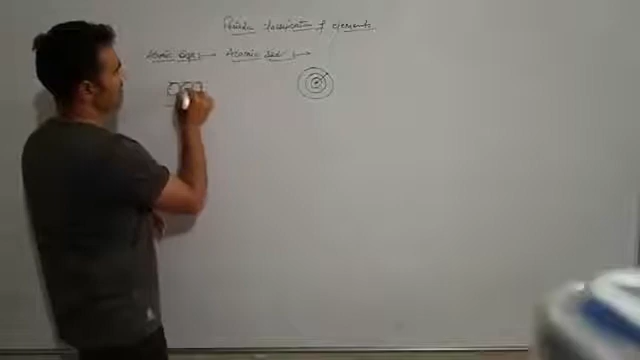 Periodic classification of elements
Atomic size : → Atomic radii →